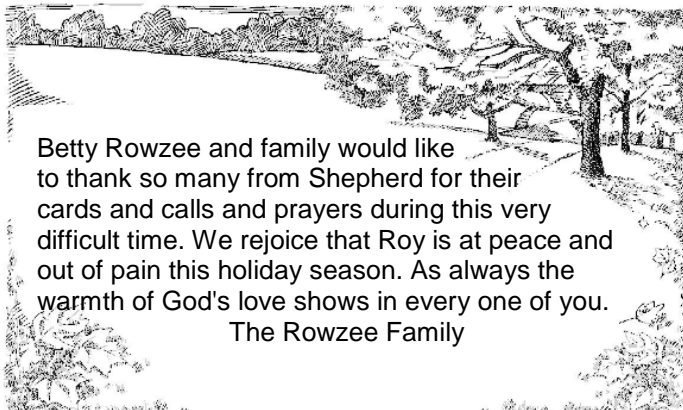 Betty Rowzee and family would like
to thank so many from Shepherd for their
cards and calls and prayers during this very
difficult time. We rejoice that Roy is at peace and
out of pain this holiday season. As always the
warmth of God's love shows in every one of you.
The Rowzee Family